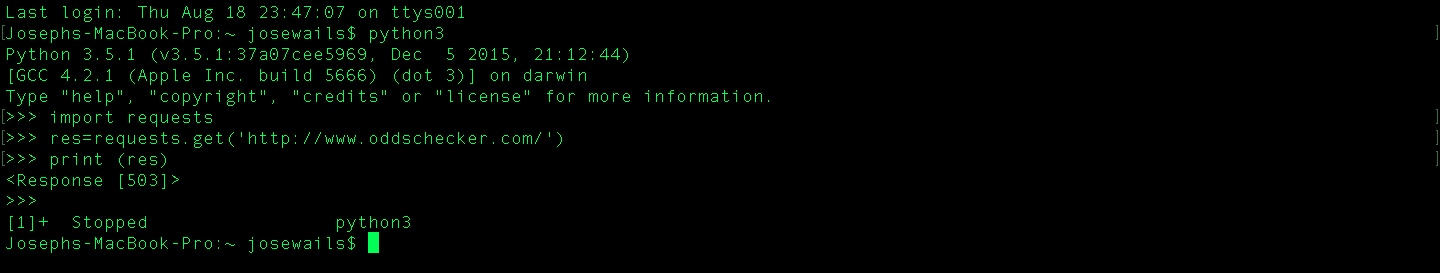 Last login: Thu Aug 18 23:47:07 on ttys001
[Josephs-MacBook-Pro:~ josewails$ python3 ]
Python 3.5.1 (v3.5.1:37a07cee5969, Dec  5 2015, 21:12:44)
[GCC 4.2.1 (Apple Inc. build 5666) (dot 3)] on darwin
Type "help", "copyright", "credits" or "license" for more information.
[>>> import requests ]
[>>> res=requests.get('http://www.oddschecker.com/') ]
[>>> print (res) ]
<Response [503]>
>>>
[1]+  Stopped                 python3
Josephs-MacBook-Pro:~ josewails$